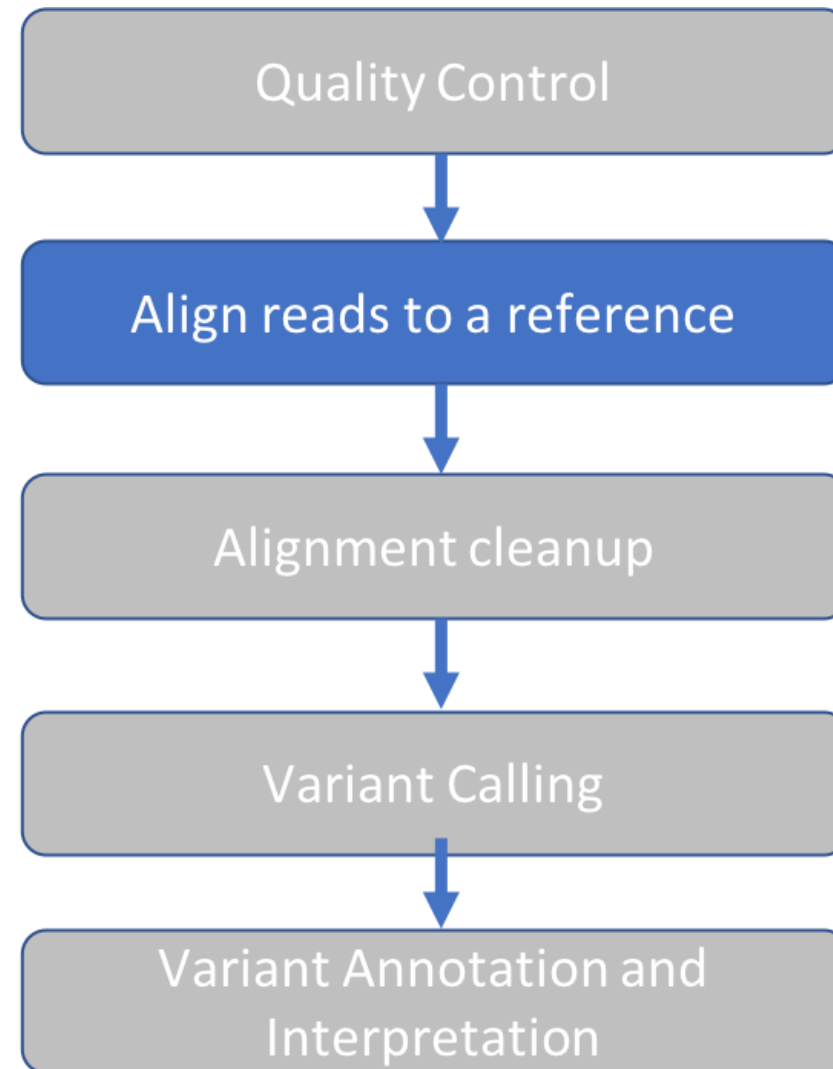 Quality Control
Align reads to a reference
Alignment cleanup
Variant Calling
Variant Annotation and
Interpretation